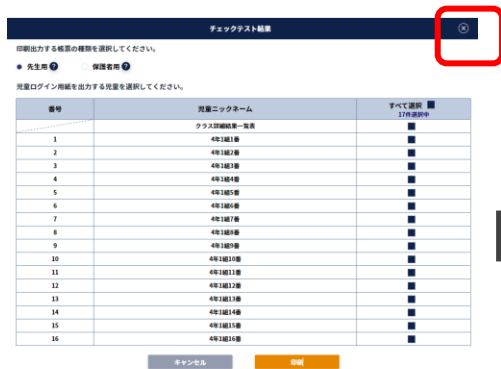 チェックテスト結果
印刷出力する帳票の種類を選択してください。
先生用 ? 保護者用 ?
児童ログイン用紙を出力する児童を選択してください。
番号 児童ニックネーム すべて選択
17件選択中
クラス詳細結果一覧表
1 4年1組1番
2 4年1組2番
3 4年1組3番
4 4年1組4番
5 4年1組5番
6 4年1組6番
7 4年1組7番
8 4年1組8番
9 4年1組9番
10 4年1組10番
11 4年1組11番
12 4年1組12番
13 4年1組13番
14 4年1組14番
15 4年1組15番
16 4年1組16番
キャンセル 印刷